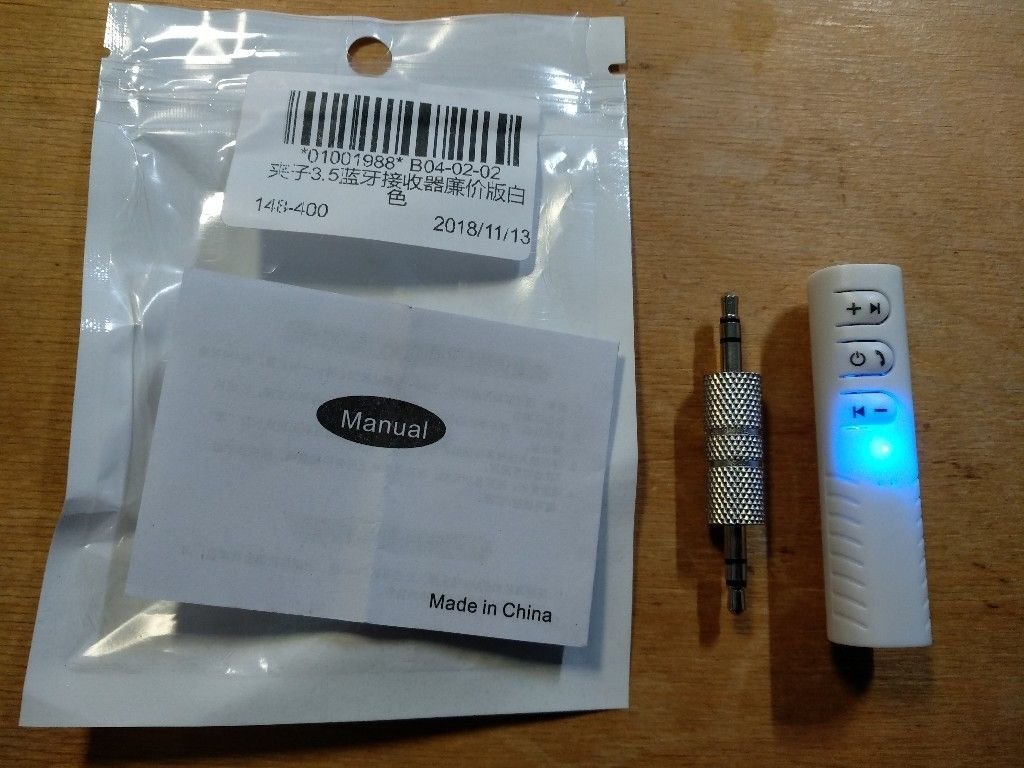 *01001988* B04-02-02
夹子3.5蓝牙接收器廉价版白
色
148-400
2018/11/13
Manual
Made in China